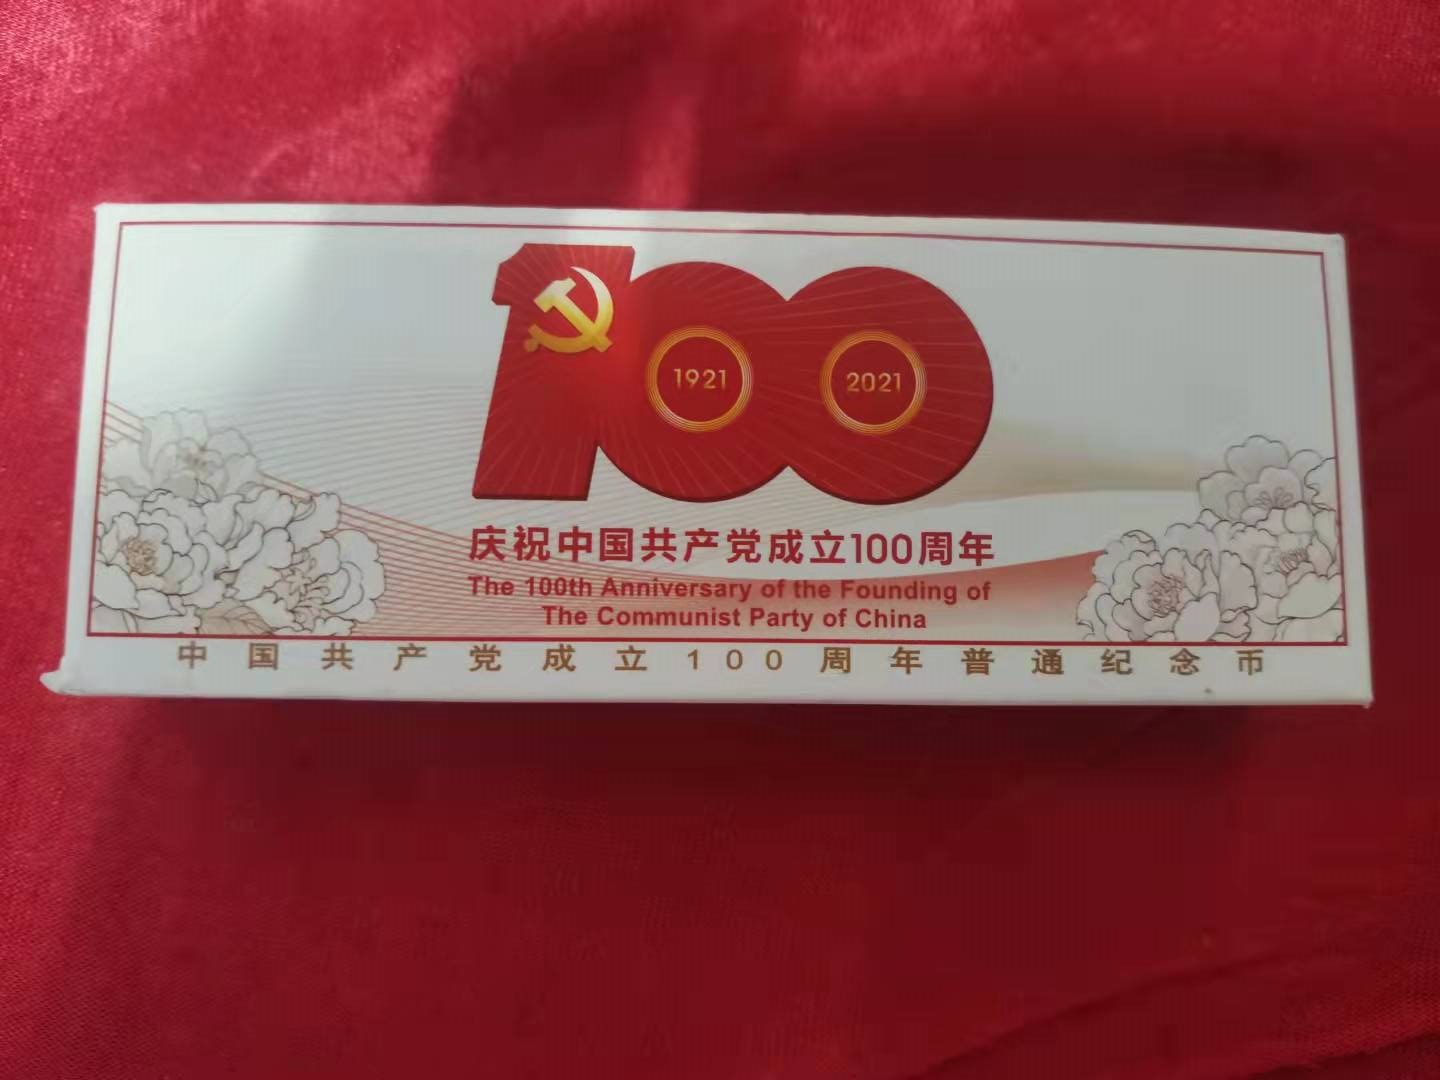 100
1921
2021
庆祝中国共产党成立100周年
The 100th Anniversary of the Founding of
The Communist Party of China
中国共产党成立100周年普通纪念币